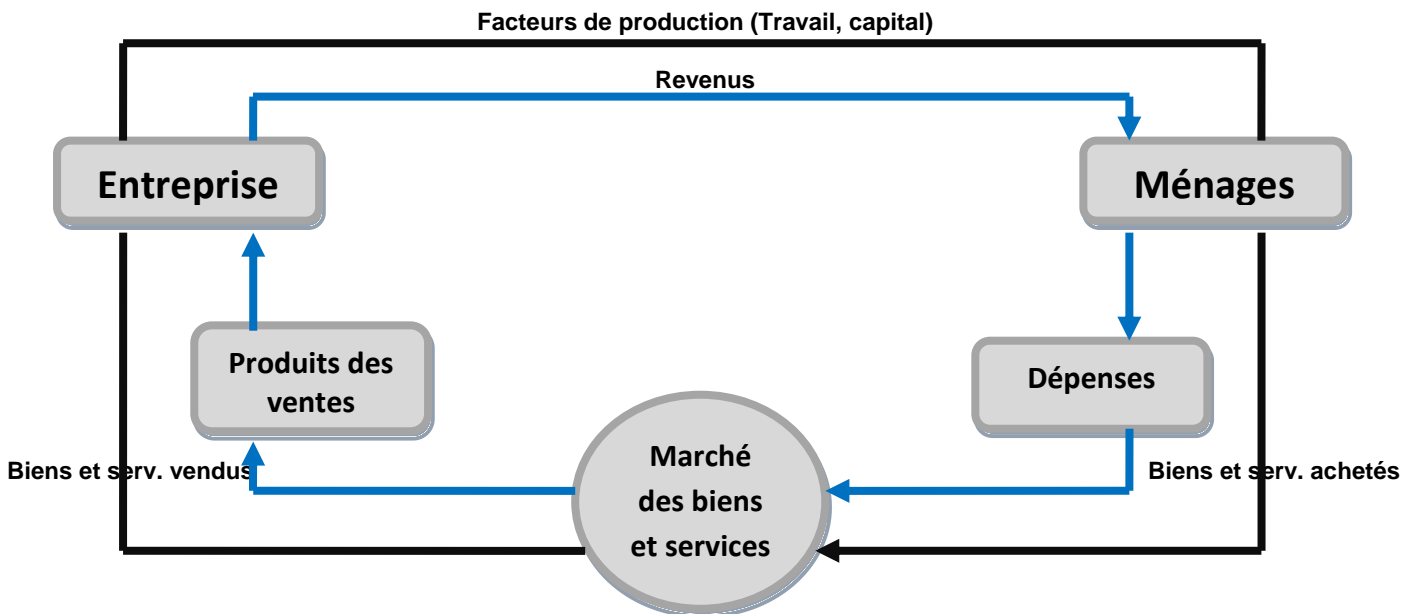 Facteurs de production (Travail, capital)
Revenus
Entreprise
Ménages
Produits des
ventes
Dépenses
Marché
des biens
et services
Biens et serv. vendus
Biens et serv. achetés